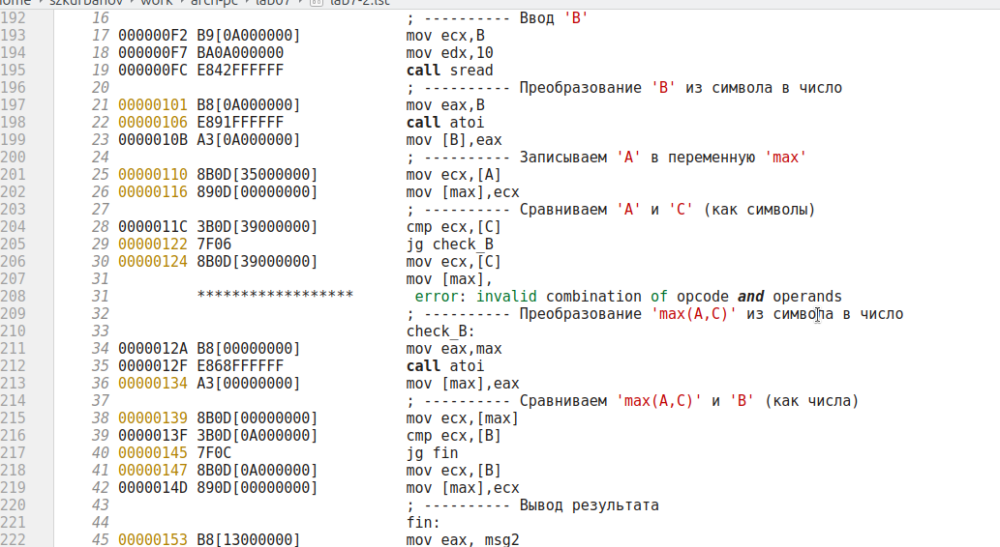 ome szkurbanov work arch-pc lab07 lab7-2.lst
192 16 ; ---------- Ввод 'B'
193 17 000000F2 B9[0A000000] mov ecx,B
194 18 000000F7 BA0A000000 mov edx,10
195 19 000000FC E842FFFFFF call sread
196 20 ; ---------- Преобразование 'B' из символа в число
197 21 00000101 B8[0A000000] mov eax,B
198 22 00000106 E891FFFFFF call atoi
199 23 0000010B A3[0A000000] mov [B],eax
200 24 ; ---------- Записываем 'A' в переменную 'max'
201 25 00000110 8B0D[35000000] mov ecx,[A]
202 26 00000116 890D[00000000] mov [max],ecx
203 27 ; ---------- Сравниваем 'A' и 'C' (как символы)
204 28 0000011C 3B0D[39000000] cmp ecx,[C]
205 29 00000122 7F06 jg check_B
206 30 00000124 8B0D[39000000] mov ecx,[C]
207 31 mov [max],
208 31 ****************** error: invalid combination of opcode and operands
209 32 ; ---------- Преобразование 'max(A,C)' из символа в число
210 33 check_B:
211 34 0000012A B8[00000000] mov eax,max
212 35 0000012F E868FFFFFF call atoi
213 36 00000134 A3[00000000] mov [max],eax
214 37 ; ---------- Сравниваем 'max(A,C)' и 'B' (как числа)
215 38 00000139 8B0D[00000000] mov ecx,[max]
216 39 0000013F 3B0D[0A000000] cmp ecx,[B]
217 40 00000145 7F0C jg fin
218 41 00000147 8B0D[0A000000] mov ecx,[B]
219 42 0000014D 890D[00000000] mov [max],ecx
220 43 ; ---------- Вывод результата
221 44 fin:
222 45 00000153 B8[13000000] mov eax, msg2